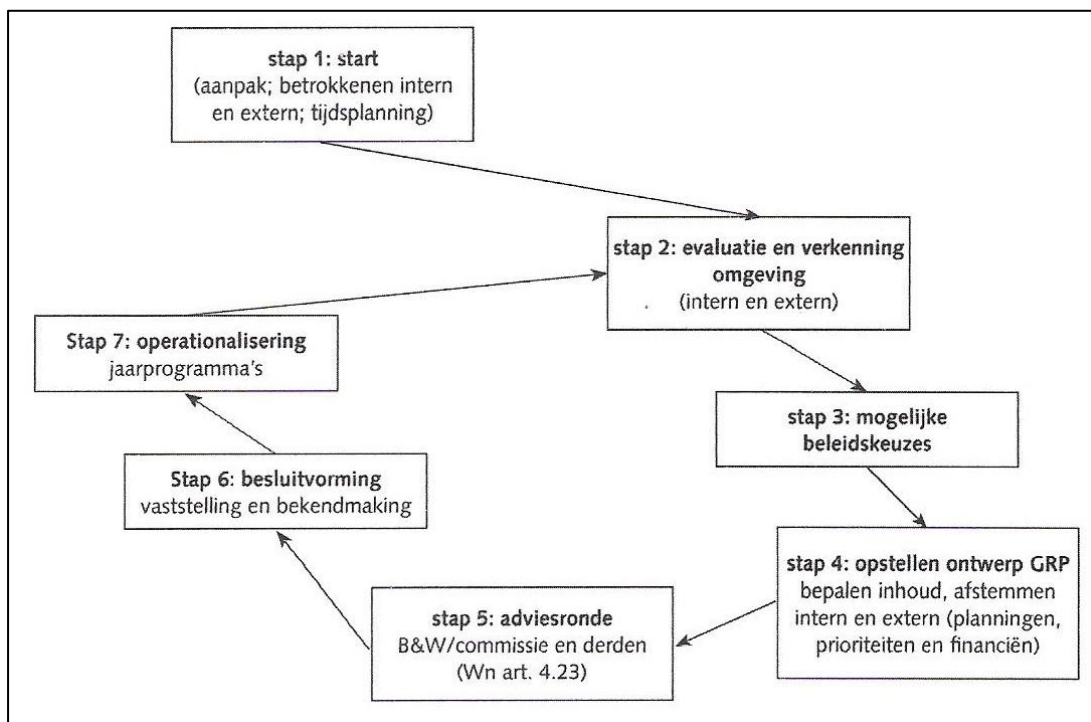 stap 1: start
(aanpak; betrokkenen intern
en extern; tijdsplanning)
stap 2: evaluatie en verkenning
omgeving
(intern en extern)
stap 3: mogelijke
beleidskeuzes
stap 4: opstellen ontwerp GRP
bepalen inhoud, afstemmen
intern en extern (planningen,
prioriteiten en financiën)
stap 5: adviesronde
B&W/commissie en derden
(Wn art. 4.23)
Stap 6: besluitvorming
vaststelling en bekendmaking
Stap 7: operationalisering
jaarprogramma's